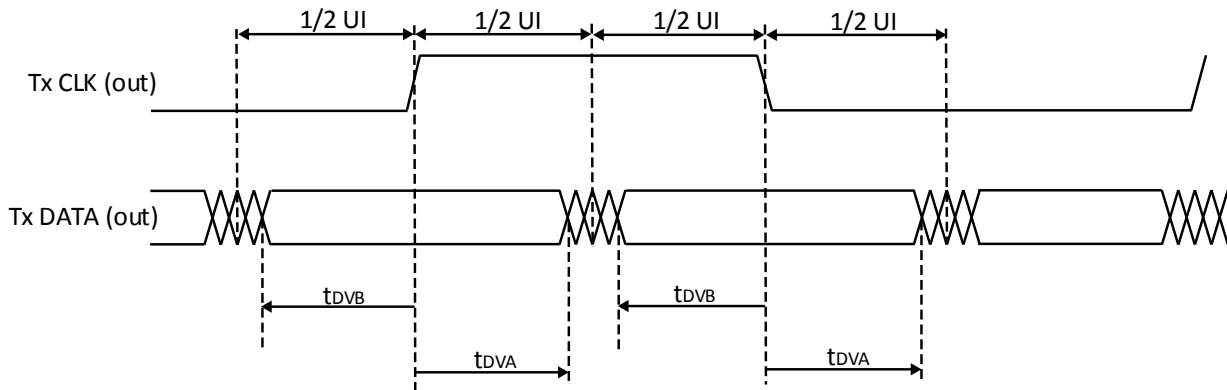 1/2 UI 1/2 UI 1/2 UI 1/2 UI
Tx CLK (out)
Tx DATA (out)
tDVB tDVB
tDVA tDVA